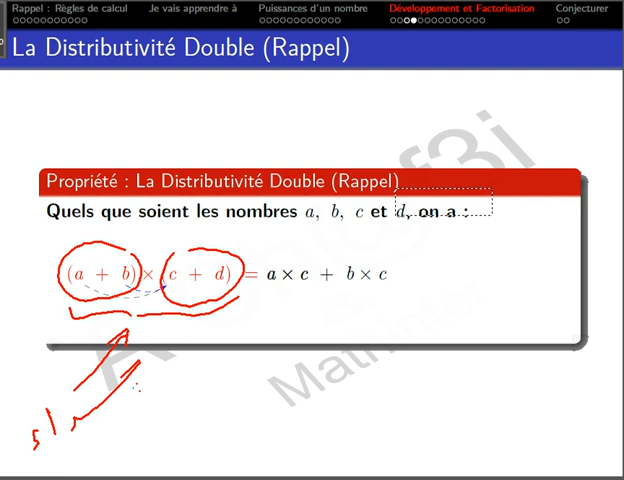 Rappel : Règles de calcul Je vais apprendre à Puissances d'un nombre Développement et Factorisation Conjecturer
La Distributivité Double (Rappel)
Propriété : La Distributivité Double (Rappel)
Quels que soient les nombres a, b, c et d, on a :
(a + b) × (c + d) = a × c + b × c